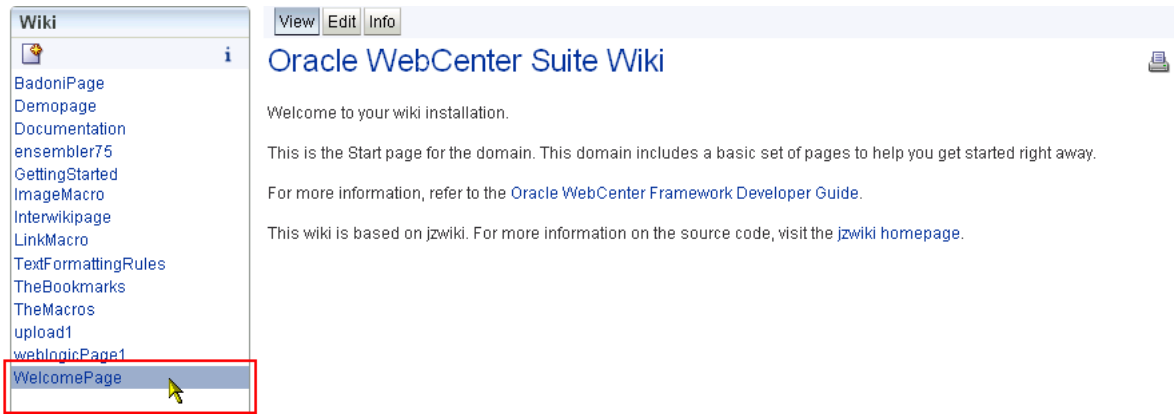 Wiki
i
BadoniPage
Demopage
Documentation
ensembler75
GettingStarted
ImageMacro
Interwikipage
LinkMacro
TextFormattingRules
TheBookmarks
TheMacros
upload1
weblogicPage1
WelcomePage
View Edit Info
Oracle WebCenter Suite Wiki
Welcome to your wiki installation.
This is the Start page for the domain. This domain includes a basic set of pages to help you get started right away.
For more information, refer to the Oracle WebCenter Framework Developer Guide.
This wiki is based on jzwiki. For more information on the source code, visit the jzwiki homepage.